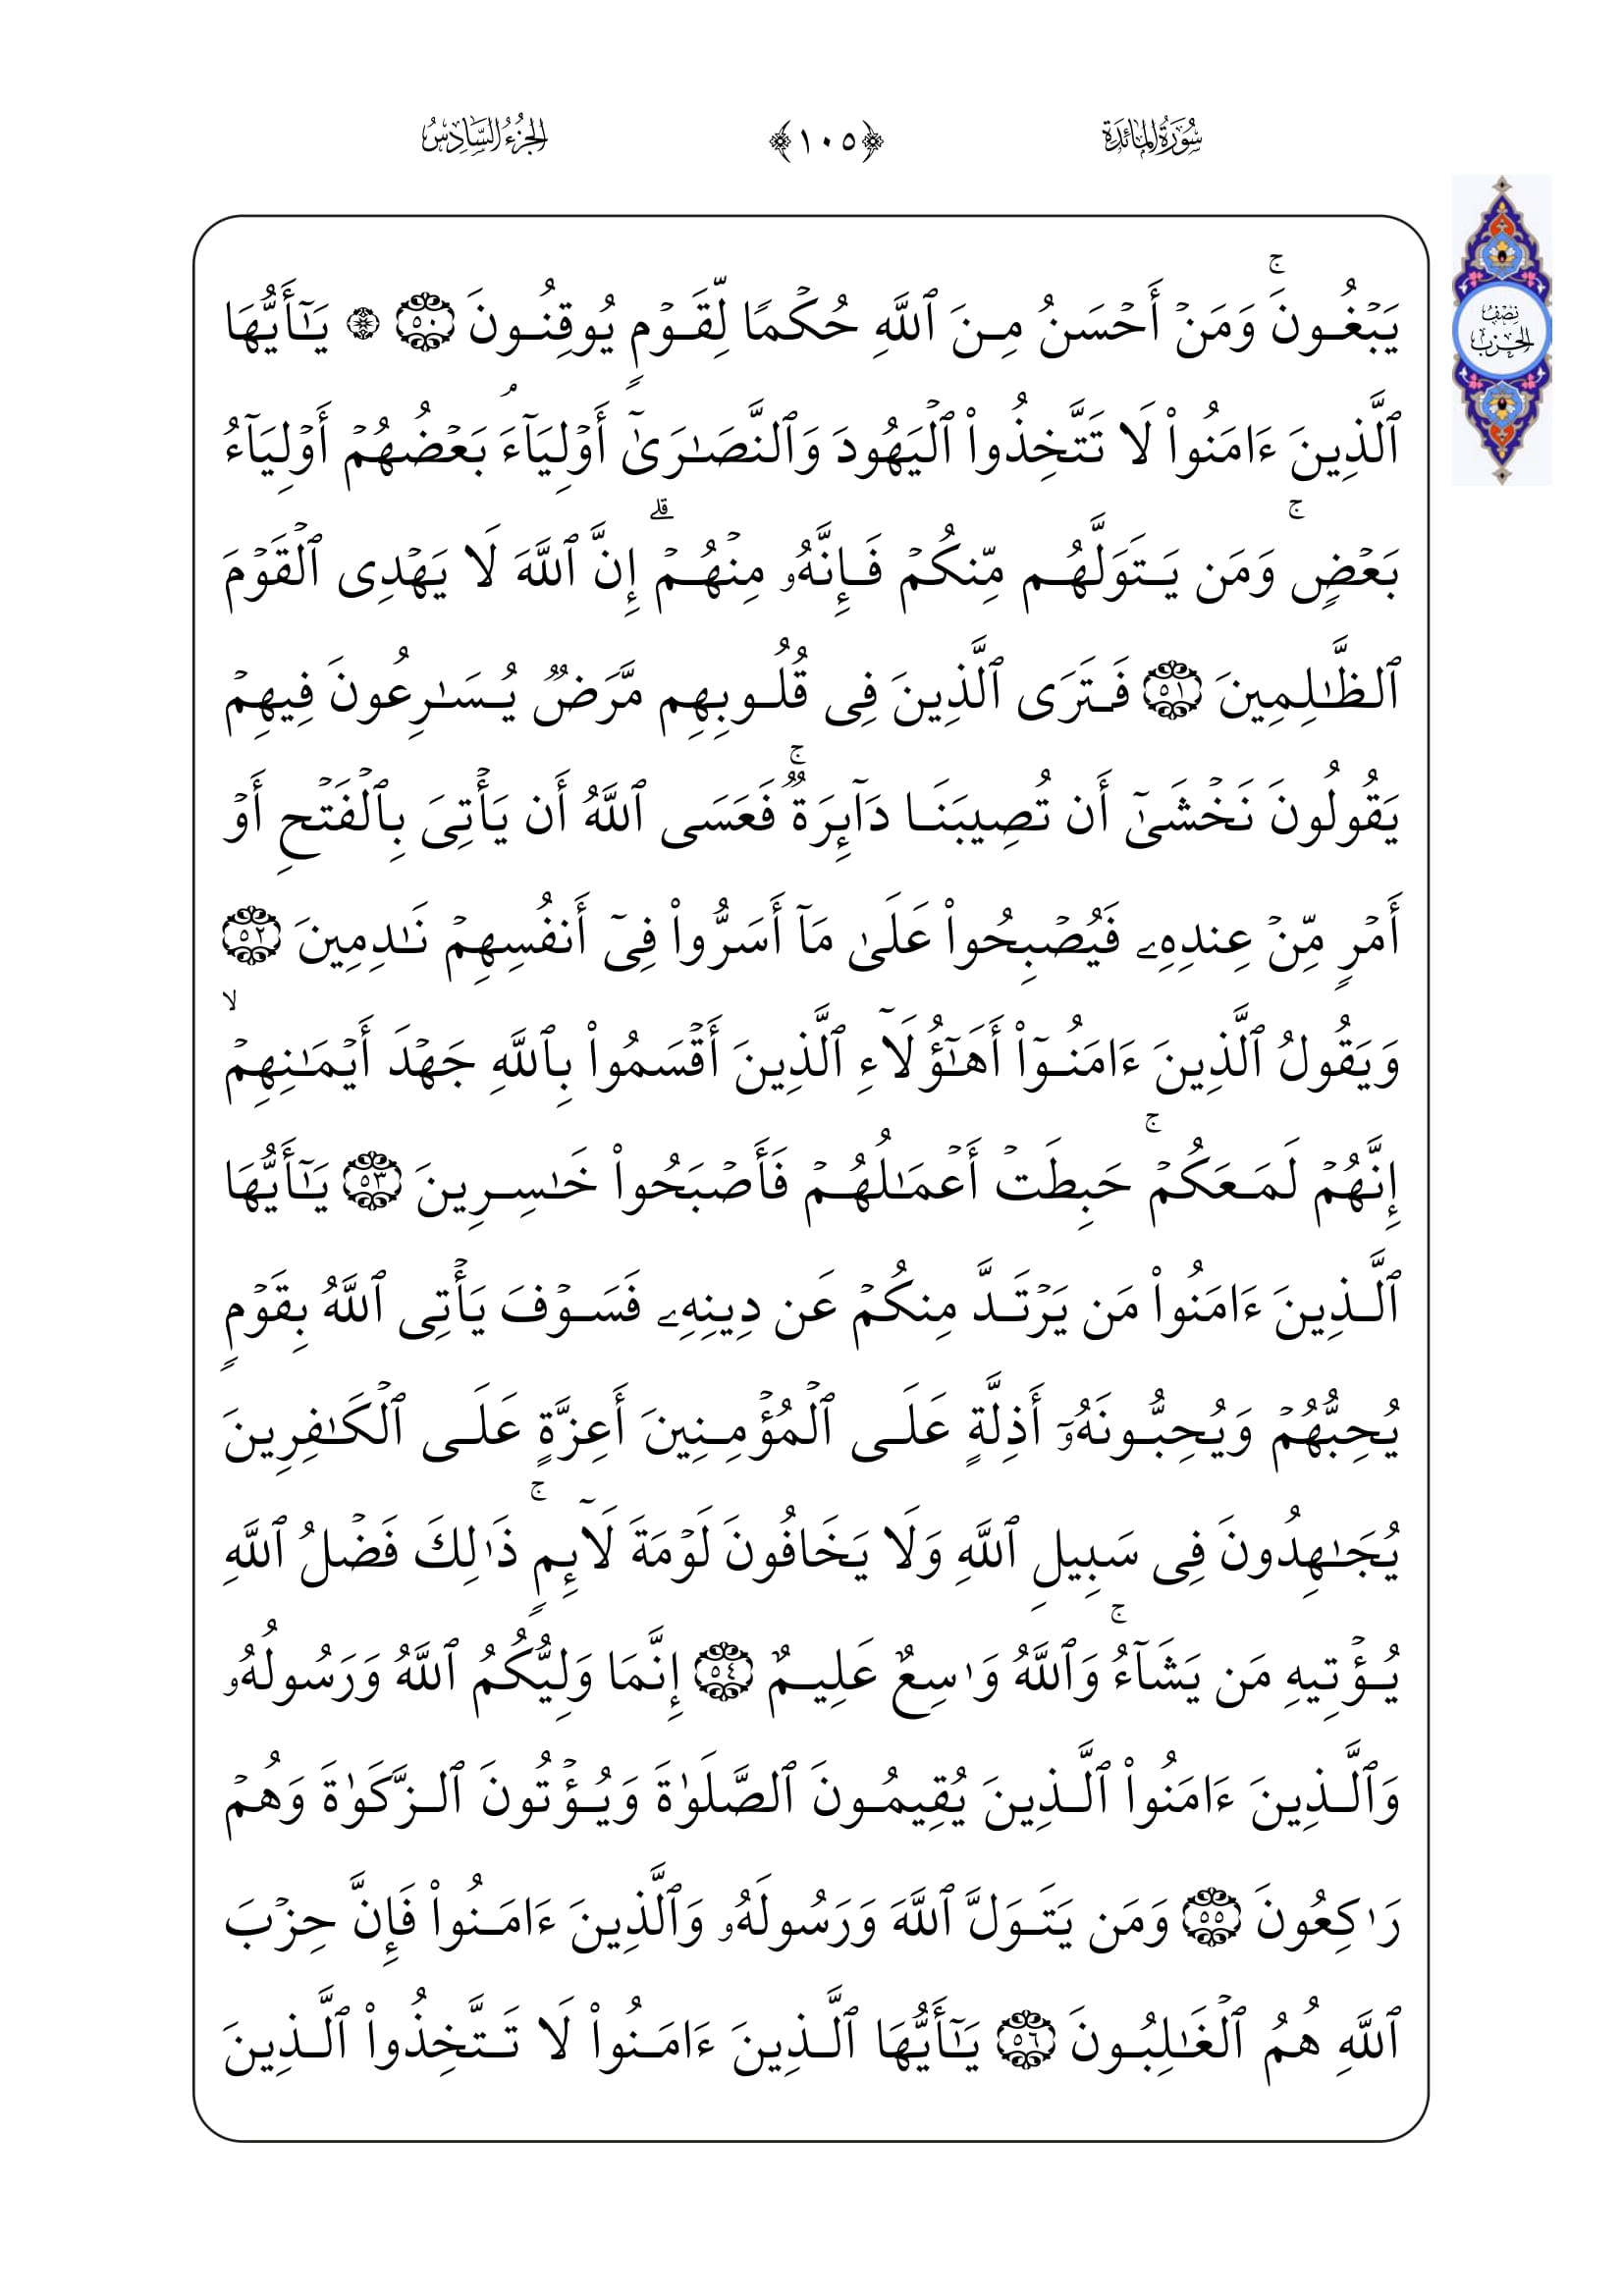 سُورَةُ المَائدَةِ ﴿١٠٥﴾ الجُزْءُ السَّادِسُ
نِصْفُ
الحِزْب
يَبۡغُونَۚ وَمَنۡ أَحۡسَنُ مِنَ ٱللَّهِ حُكۡمٗا لِّقَوۡمٖ يُوقِنُونَ ٥٠ ۞ يَٰٓأَيُّهَا
ٱلَّذِينَ ءَامَنُواْ لَا تَتَّخِذُواْ ٱلۡيَهُودَ وَٱلنَّصَٰرَىٰٓ أَوۡلِيَآءَۘ بَعۡضُهُمۡ أَوۡلِيَآءُ
بَعۡضٖۚ وَمَن يَتَوَلَّهُم مِّنكُمۡ فَإِنَّهُۥ مِنۡهُمۡۗ إِنَّ ٱللَّهَ لَا يَهۡدِى ٱلۡقَوۡمَ
ٱلظَّٰلِمِينَ ٥١ فَتَرَى ٱلَّذِينَ فِى قُلُوبِهِم مَّرَضٞ يُسَٰرِعُونَ فِيهِمۡ
يَقُولُونَ نَخۡشَىٰٓ أَن تُصِيبَنَا دَآئِرَةٞۚ فَعَسَى ٱللَّهُ أَن يَأۡتِىَ بِٱلۡفَتۡحِ أَوۡ
أَمۡرٖ مِّنۡ عِندِهِۦ فَيُصۡبِحُواْ عَلَىٰ مَآ أَسَرُّواْ فِىٓ أَنفُسِهِمۡ نَٰدِمِينَ ٥٢
وَيَقُولُ ٱلَّذِينَ ءَامَنُوٓاْ أَهَٰٓؤُلَآءِ ٱلَّذِينَ أَقۡسَمُواْ بِٱللَّهِ جَهۡدَ أَيۡمَٰنِهِمۡۙ
إِنَّهُمۡ لَمَعَكُمۡۚ حَبِطَتۡ أَعۡمَٰلُهُمۡ فَأَصۡبَحُواْ خَٰسِرِينَ ٥٣ يَٰٓأَيُّهَا
ٱلَّذِينَ ءَامَنُواْ مَن يَرۡتَدَّ مِنكُمۡ عَن دِينِهِۦ فَسَوۡفَ يَأۡتِى ٱللَّهُ بِقَوۡمٖ
يُحِبُّهُمۡ وَيُحِبُّونَهُۥٓ أَذِلَّةٍ عَلَى ٱلۡمُؤۡمِنِينَ أَعِزَّةٍ عَلَى ٱلۡكَٰفِرِينَ
يُجَٰهِدُونَ فِى سَبِيلِ ٱللَّهِ وَلَا يَخَافُونَ لَوۡمَةَ لَآئِمٖۚ ذَٰلِكَ فَضۡلُ ٱللَّهِ
يُؤۡتِيهِ مَن يَشَآءُۚ وَٱللَّهُ وَٰسِعٌ عَلِيمٌ ٥٤ إِنَّمَا وَلِيُّكُمُ ٱللَّهُ وَرَسُولُهُۥ
وَٱلَّذِينَ ءَامَنُواْ ٱلَّذِينَ يُقِيمُونَ ٱلصَّلَوٰةَ وَيُؤۡتُونَ ٱلزَّكَوٰةَ وَهُمۡ
رَٰكِعُونَ ٥٥ وَمَن يَتَوَلَّ ٱللَّهَ وَرَسُولَهُۥ وَٱلَّذِينَ ءَامَنُواْ فَإِنَّ حِزۡبَ
ٱللَّهِ هُمُ ٱلۡغَٰلِبُونَ ٥٦ يَٰٓأَيُّهَا ٱلَّذِينَ ءَامَنُواْ لَا تَتَّخِذُواْ ٱلَّذِينَ